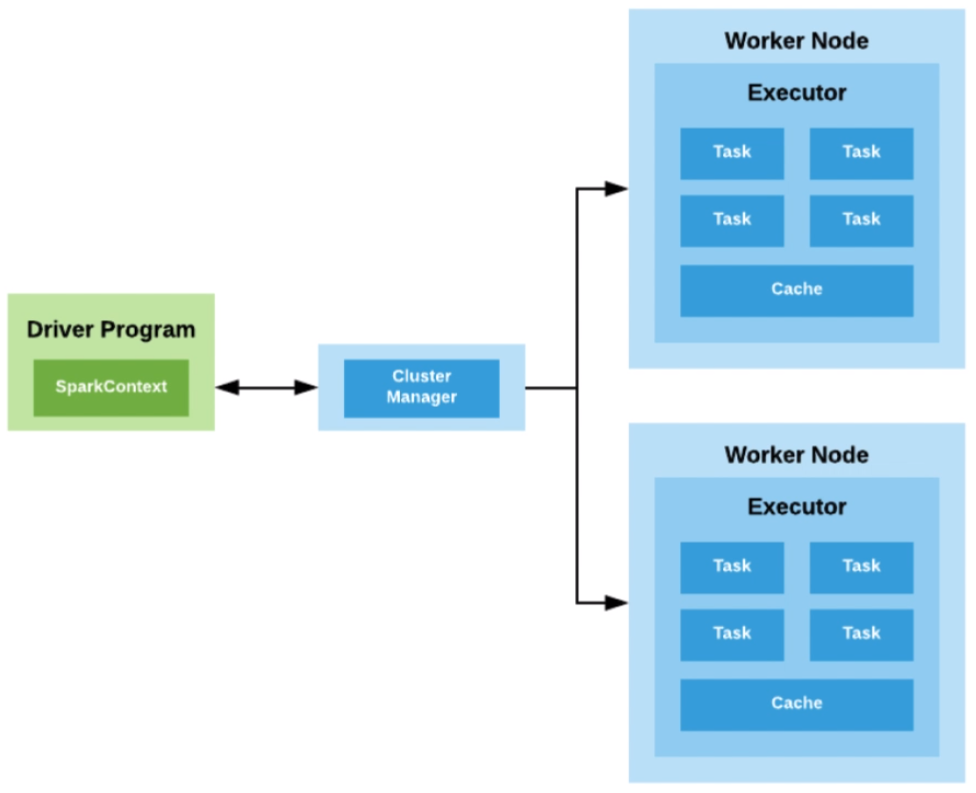 Driver Program
SparkContext
Cluster
Manager
Worker Node
Executor
Task Task
Task Task
Cache
Worker Node
Executor
Task Task
Task Task
Cache